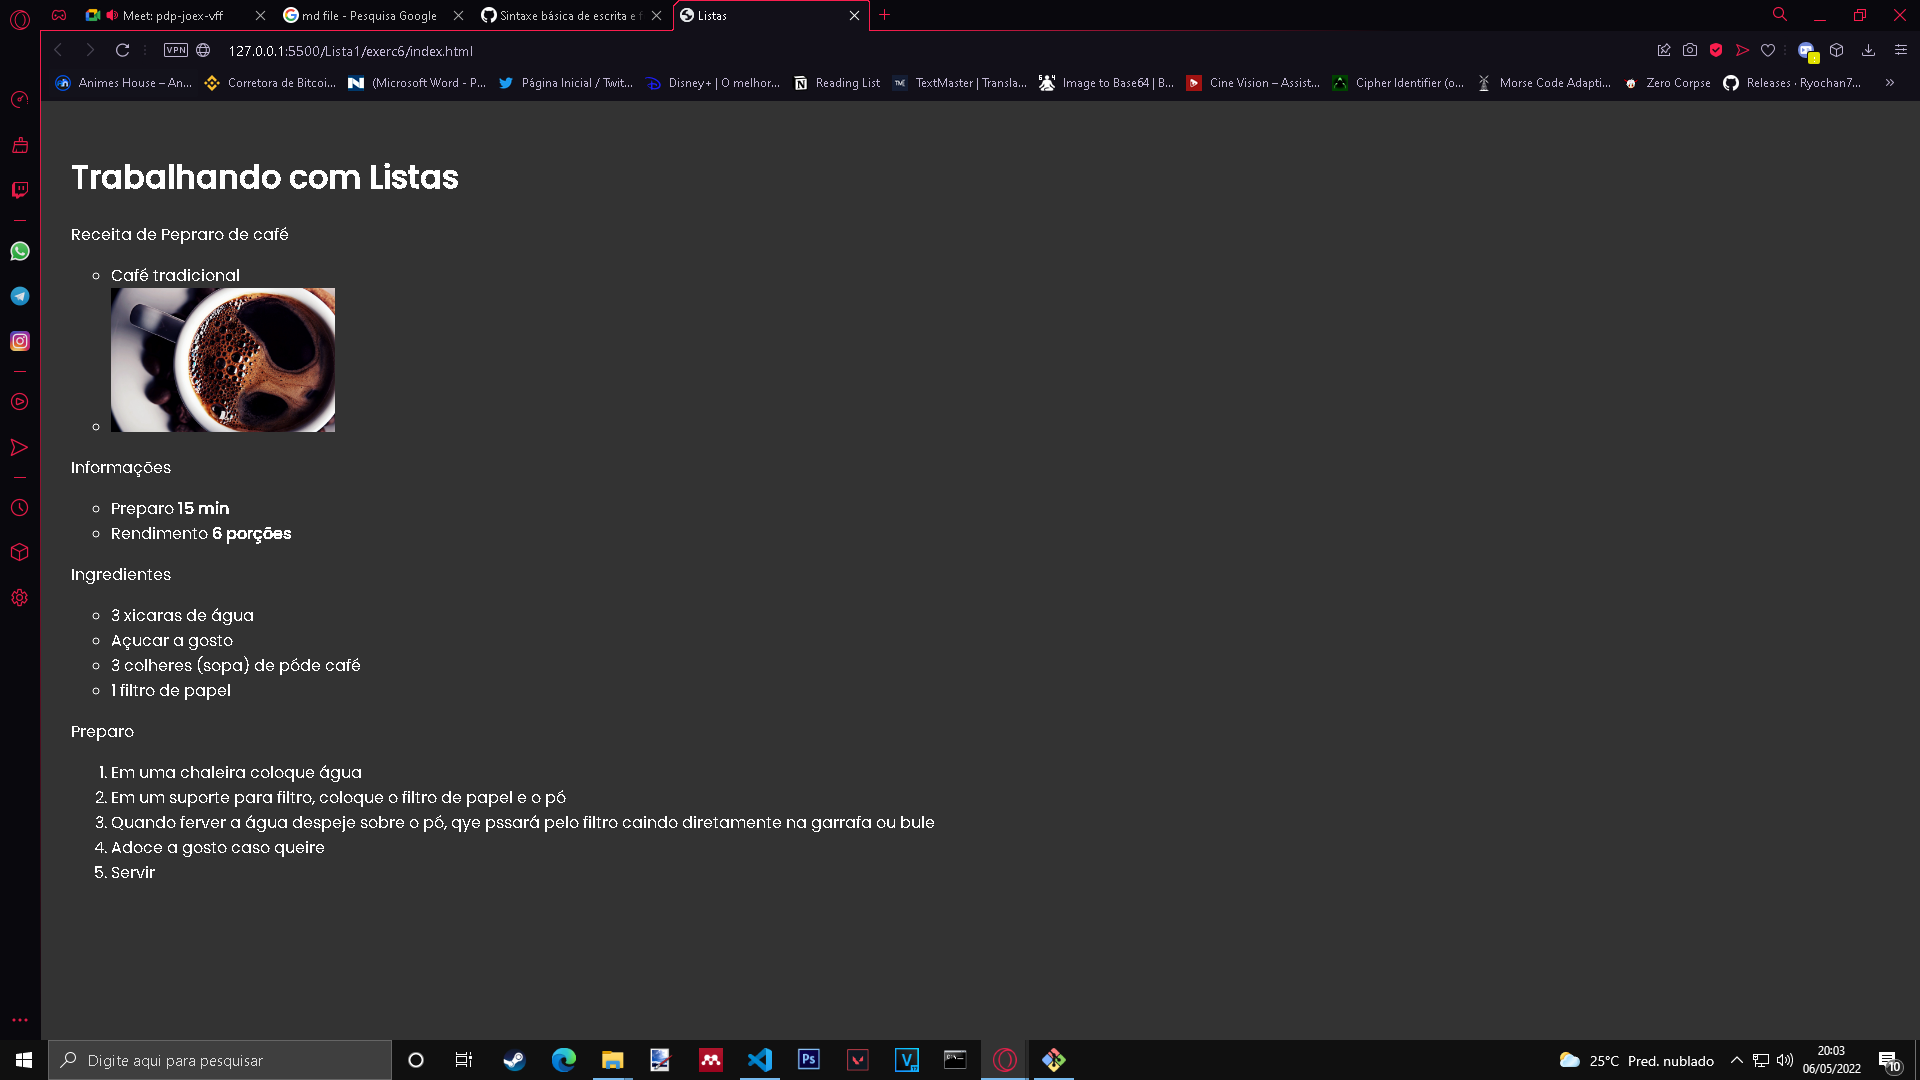 Meet: pdp-joex-vff
md file - Pesquisa Google
Sintaxe básica de escrita e f
Listas
VPN
127.0.0.1:5500/Lista1/exerc6/index.html
Animes House – An...
Corretora de Bitcoi...
(Microsoft Word - P...
Página Inicial / Twit...
Disney+ | O melhor...
Reading List
TextMaster | Transla...
Image to Base64 | B...
Cine Vision – Assist...
Cipher Identifier (o...
Morse Code Adapti...
Zero Corpse
Releases · Ryochan7...
»
Trabalhando com Listas
Receita de Pepraro de café
Café tradicional
Informações
Preparo 15 min
Rendimento 6 porções
Ingredientes
3 xicaras de água
Açucar a gosto
3 colheres (sopa) de póde café
1 filtro de papel
Preparo
1. Em uma chaleira coloque água
2. Em um suporte para filtro, coloque o filtro de papel e o pó
3. Quando ferver a água despeje sobre o pó, qye pssará pelo filtro caindo diretamente na garrafa ou bule
4. Adoce a gosto caso queire
5. Servir
Digite aqui para pesquisar
Ps
25°C Pred. nublado
20:03
06/05/2022
10